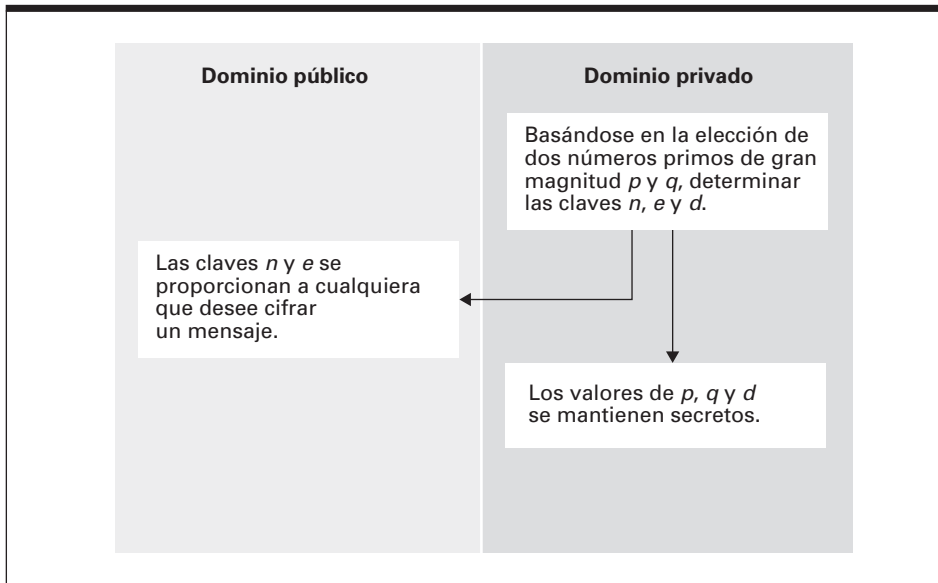 Dominio público
Dominio privado
Basándose en la elección de
dos números primos de gran
magnitud p y q, determinar
las claves n, e y d.
Las claves n y e se
proporcionan a cualquiera
que desee cifrar
un mensaje.
Los valores de p, q y d
se mantienen secretos.